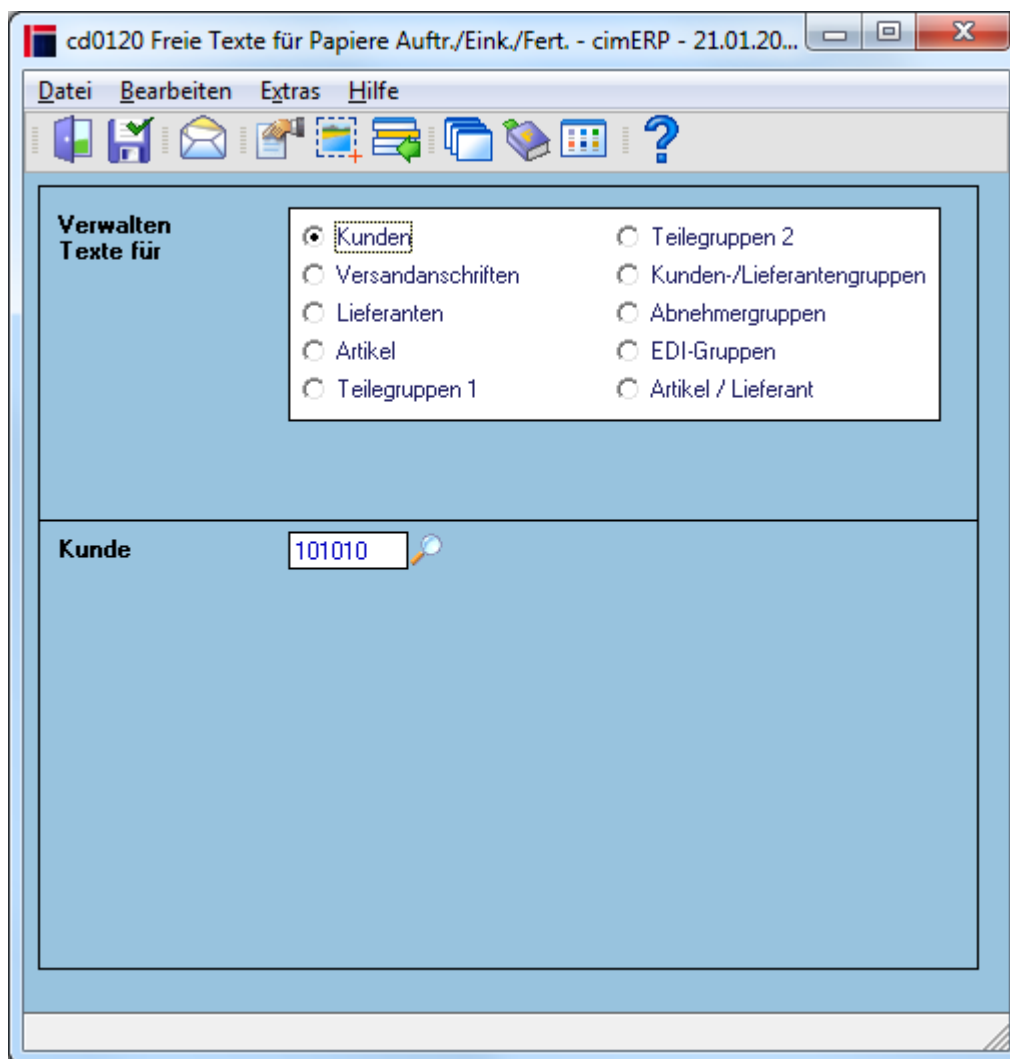 cd0120 Freie Texte für Papiere Auftr./Eink./Fert. - cimERP - 21.01.20...
Datei Bearbeiten Extras Hilfe
Verwalten
Texte für
Kunden
Versandanschriften
Lieferanten
Artikel
Teilegruppen 1
Teilegruppen 2
Kunden-/Lieferantengruppen
Abnehmergruppen
EDI-Gruppen
Artikel / Lieferant
Kunde 101010